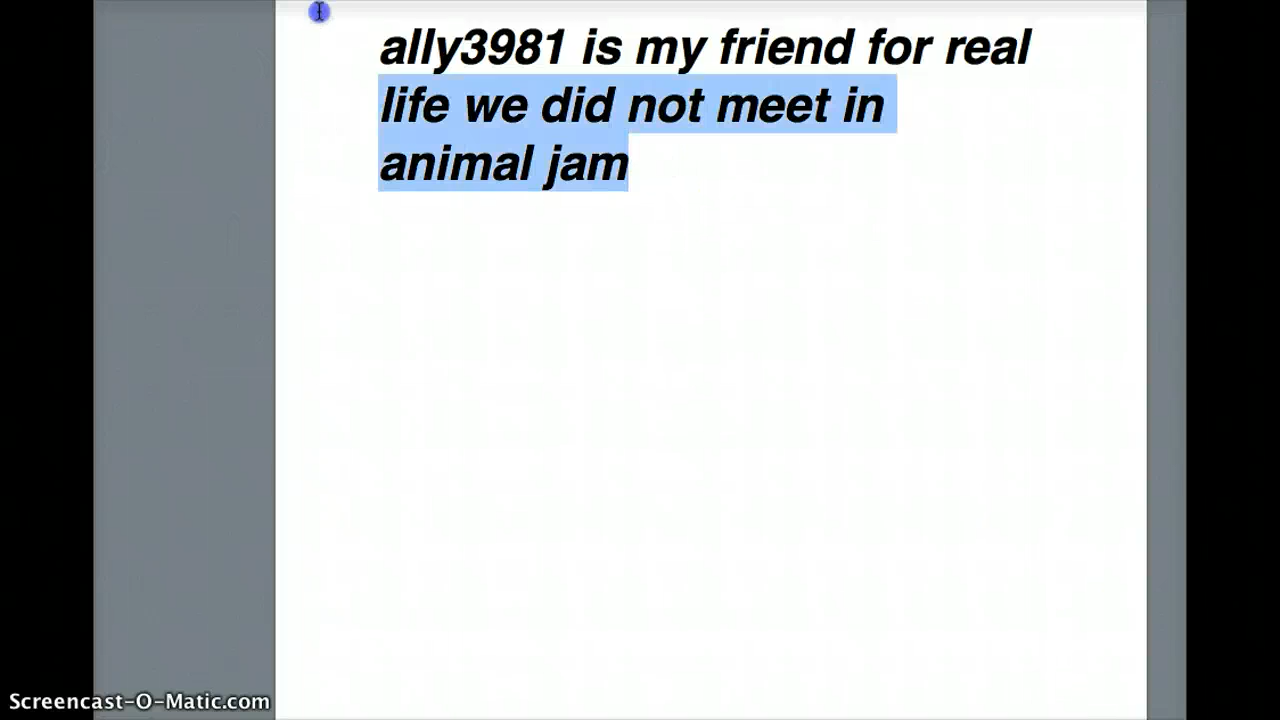 ally3981 is my friend for real
life we did not meet in
animal jam
Screencast-O-Matic.com